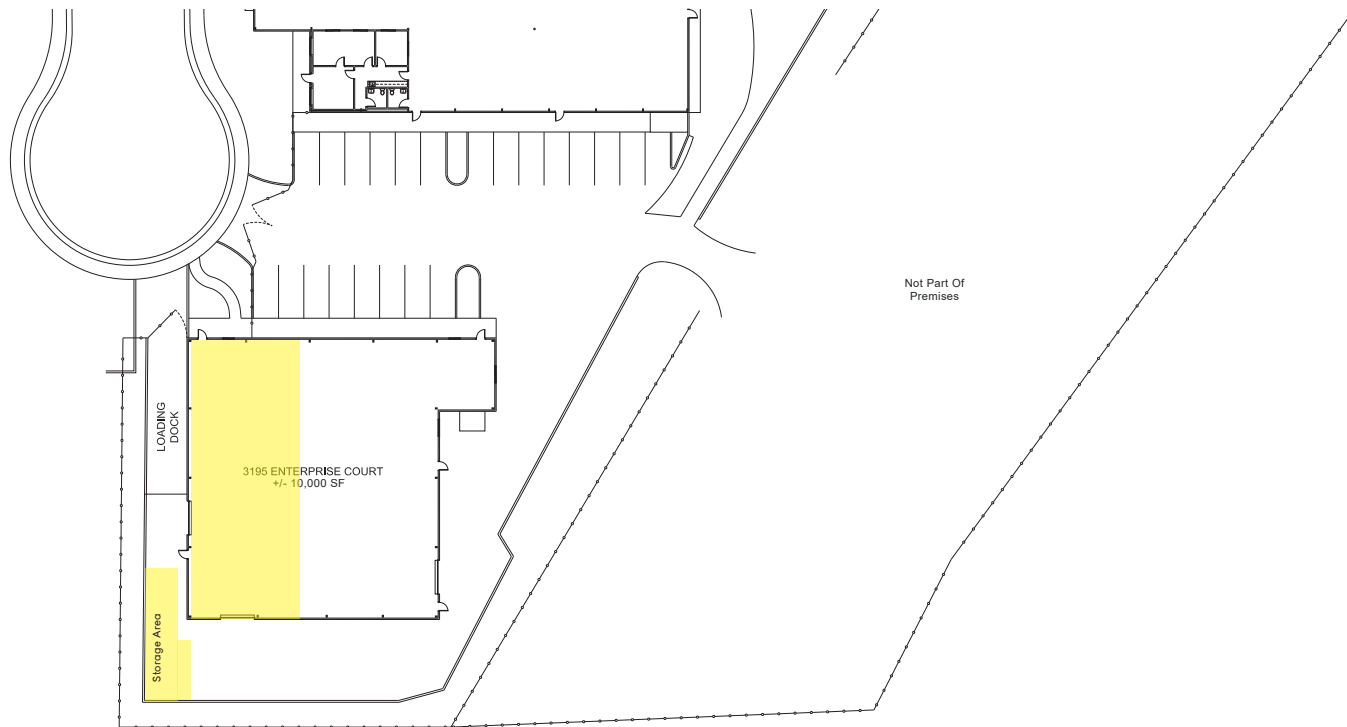 Not Part Of
Premises
LOADING
DOCK
3195 ENTERPRISE COURT
+/- 10,000 SF
Storage Area